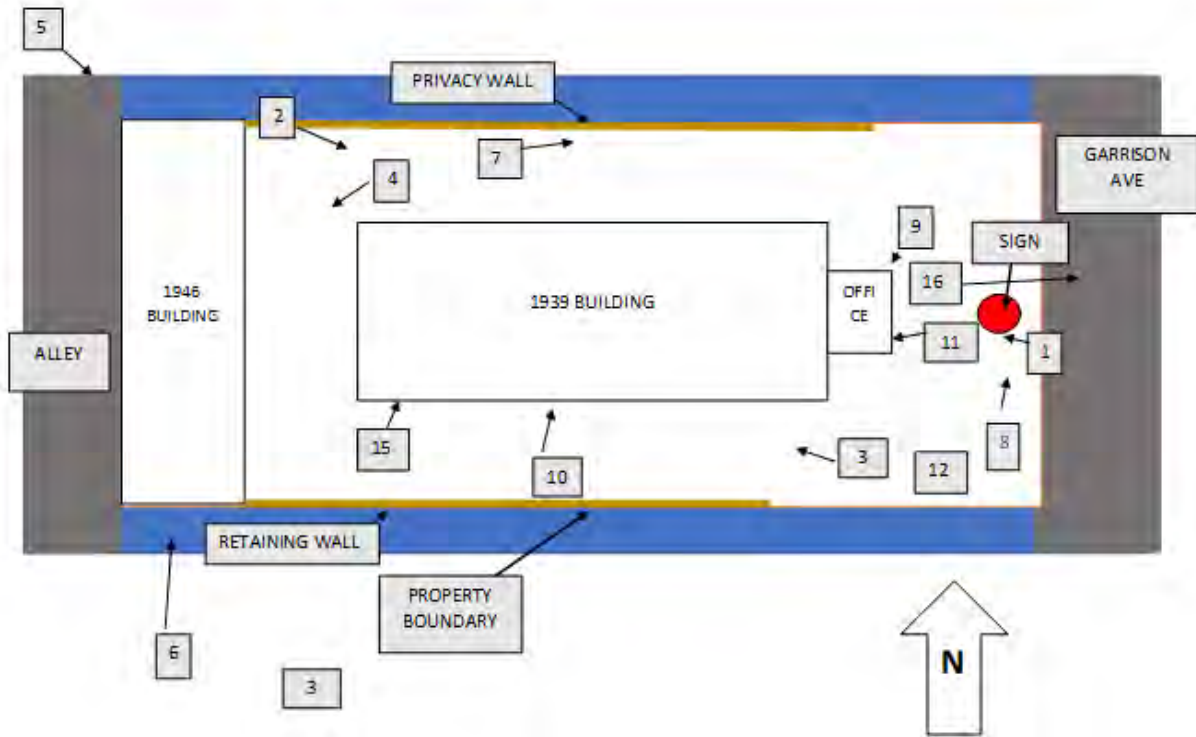 5
PRIVACY WALL
2
7
GARRISON
AVE
4
9
SIGN
16
1946
BUILDING
1939 BUILDING
OFFI
CE
ALLEY
11
1
15
3
8
12
10
RETAINING WALL
PROPERTY
BOUNDARY
6
N
3